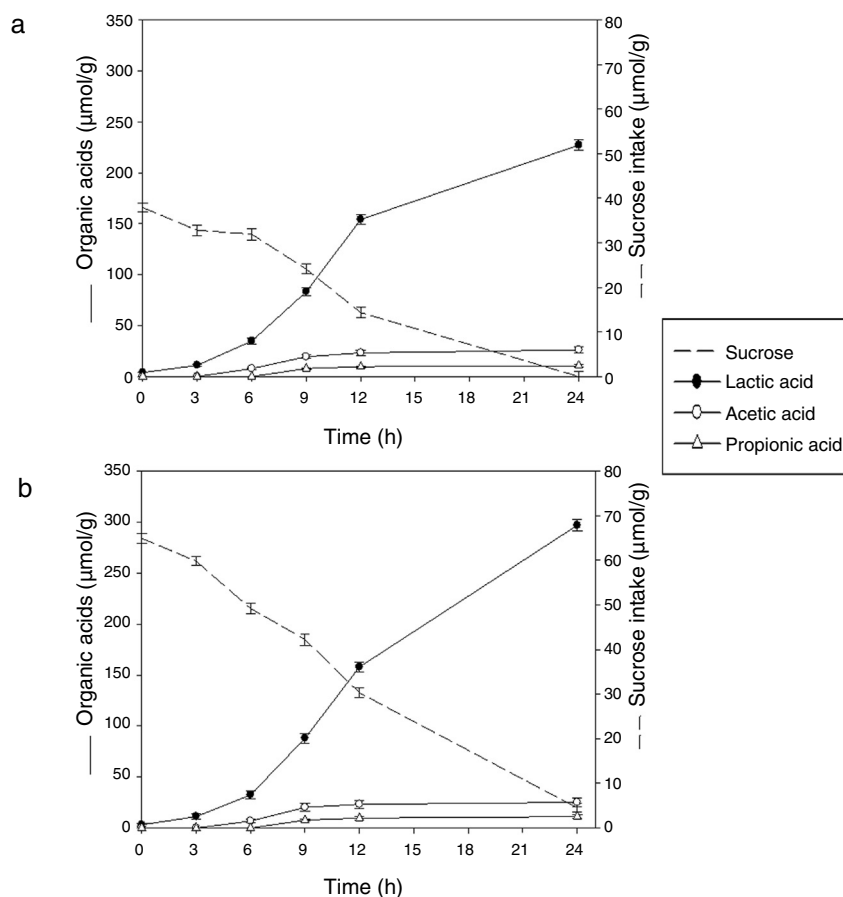 a
350
300
250
200
150
100
50
0
Organic acids (µmol/g)
80
70
60
50
40
30
20
10
0
Sucrose intake (µmol/g)
0 3 6 9 12 15 18 21 24
Time (h)
Sucrose
Lactic acid
Acetic acid
Propionic acid
b
350
300
250
200
150
100
50
0
Organic acids (µmol/g)
80
70
60
50
40
30
20
10
0
Sucrose intake (µmol/g)
0 3 6 9 12 15 18 21 24
Time (h)